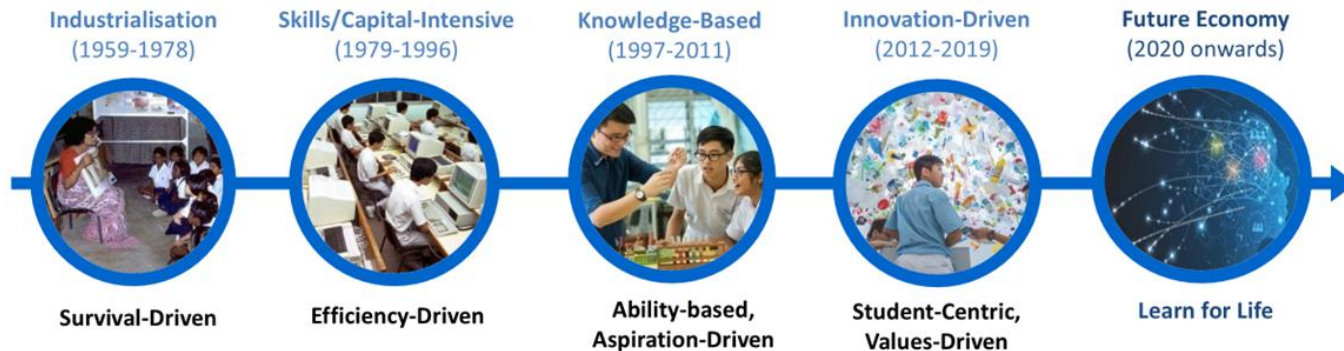 Industrialisation
(1959-1978)
Skills/Capital-Intensive
(1979-1996)
Knowledge-Based
(1997-2011)
Innovation-Driven
(2012-2019)
Future Economy
(2020 onwards)
Survival-Driven
Efficiency-Driven
Ability-based,
Aspiration-Driven
Student-Centric,
Values-Driven
Learn for Life